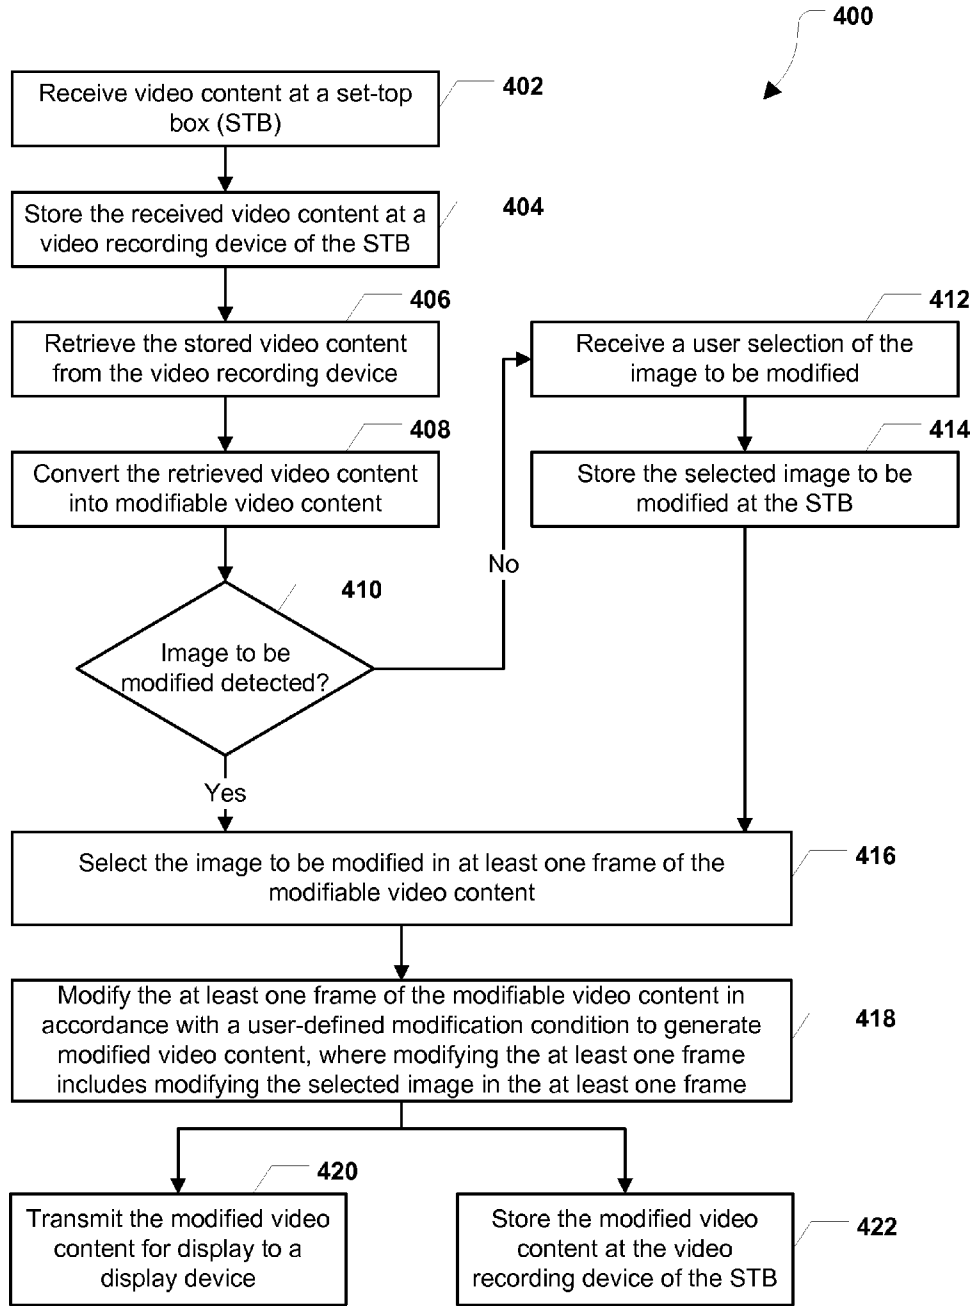 400
Receive video content at a set-top
box (STB)
402
Store the received video content at a
video recording device of the STB
404
406
Retrieve the stored video content
from the video recording device
408
Convert the retrieved video content
into modifiable video content
410
Image to be
modified detected?
No
412
Receive a user selection of the
image to be modified
414
Store the selected image to be
modified at the STB
Yes
Select the image to be modified in at least one frame of the
modifiable video content
416
Modify the at least one frame of the modifiable video content in
accordance with a user-defined modification condition to generate
modified video content, where modifying the at least one frame
includes modifying the selected image in the at least one frame
418
420
Transmit the modified video
content for display to a
display device
Store the modified video
content at the video
recording device of the STB
422